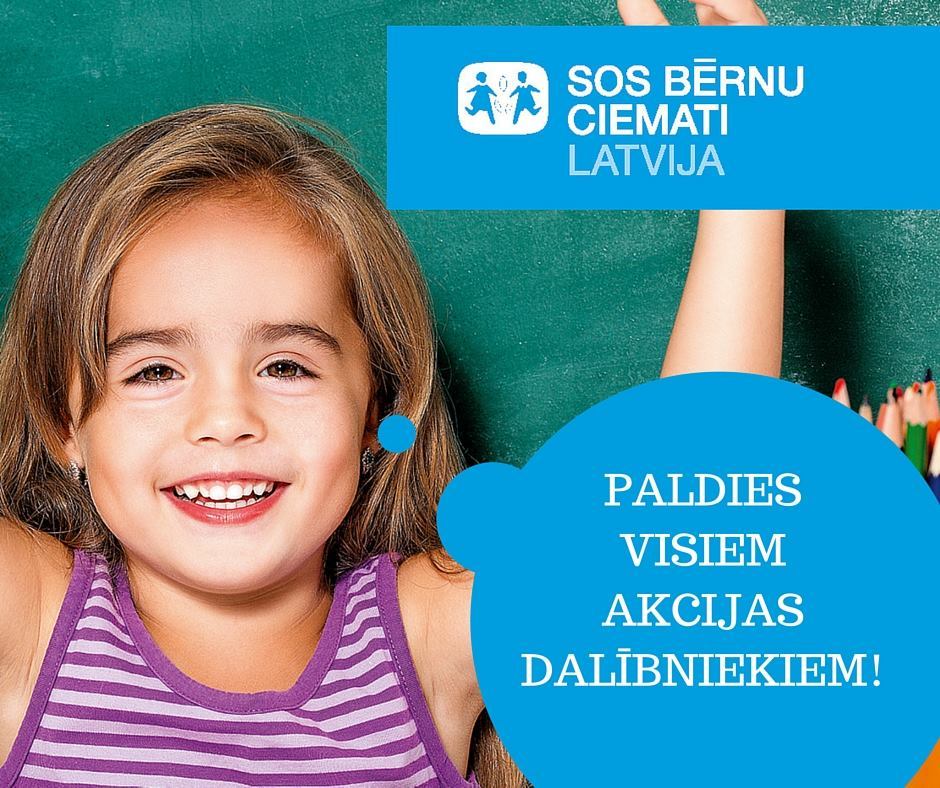 SOS BĒRNU
CIEMATI
LATVIJA
PALDIES
VISIEM
AKCIJAS
DALĪBNIEKIEM!